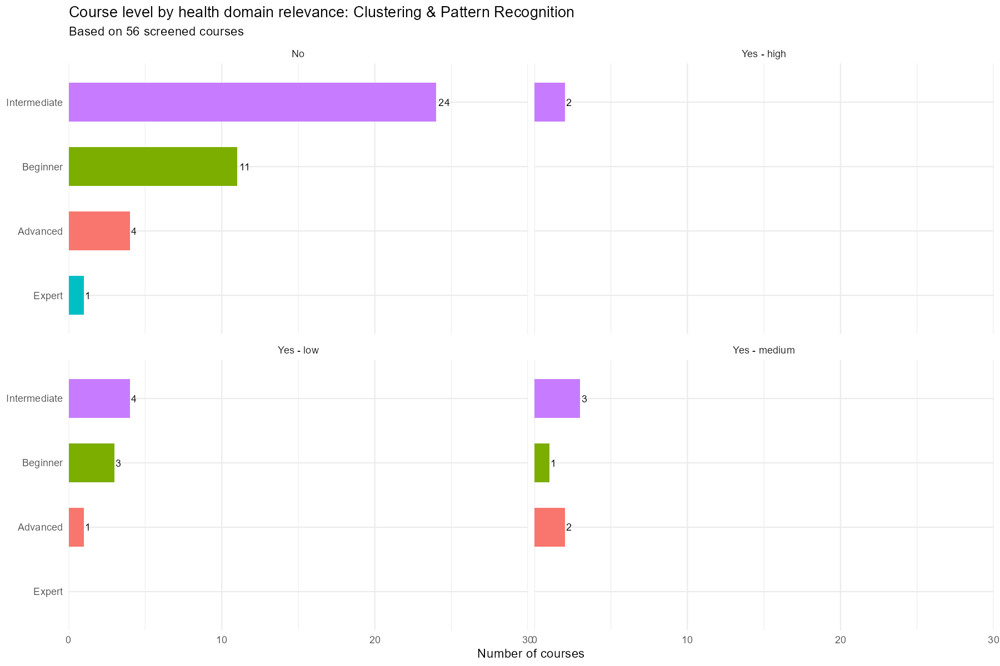 Course level by health domain relevance: Clustering & Pattern Recognition
Based on 56 screened courses
No
Yes - high
Intermediate
24
2
Beginner
11
Advanced
4
Expert
1
Yes - low
Yes - medium
Intermediate
4
3
Beginner
3
1
Advanced
1
2
Expert
0
10
20
30
0
10
20
30
Number of courses